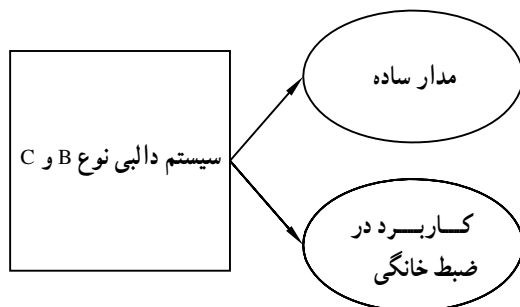 مدار ساده
سیستم دالبی نوع B و C
کاربرد در
ضبط خانگی